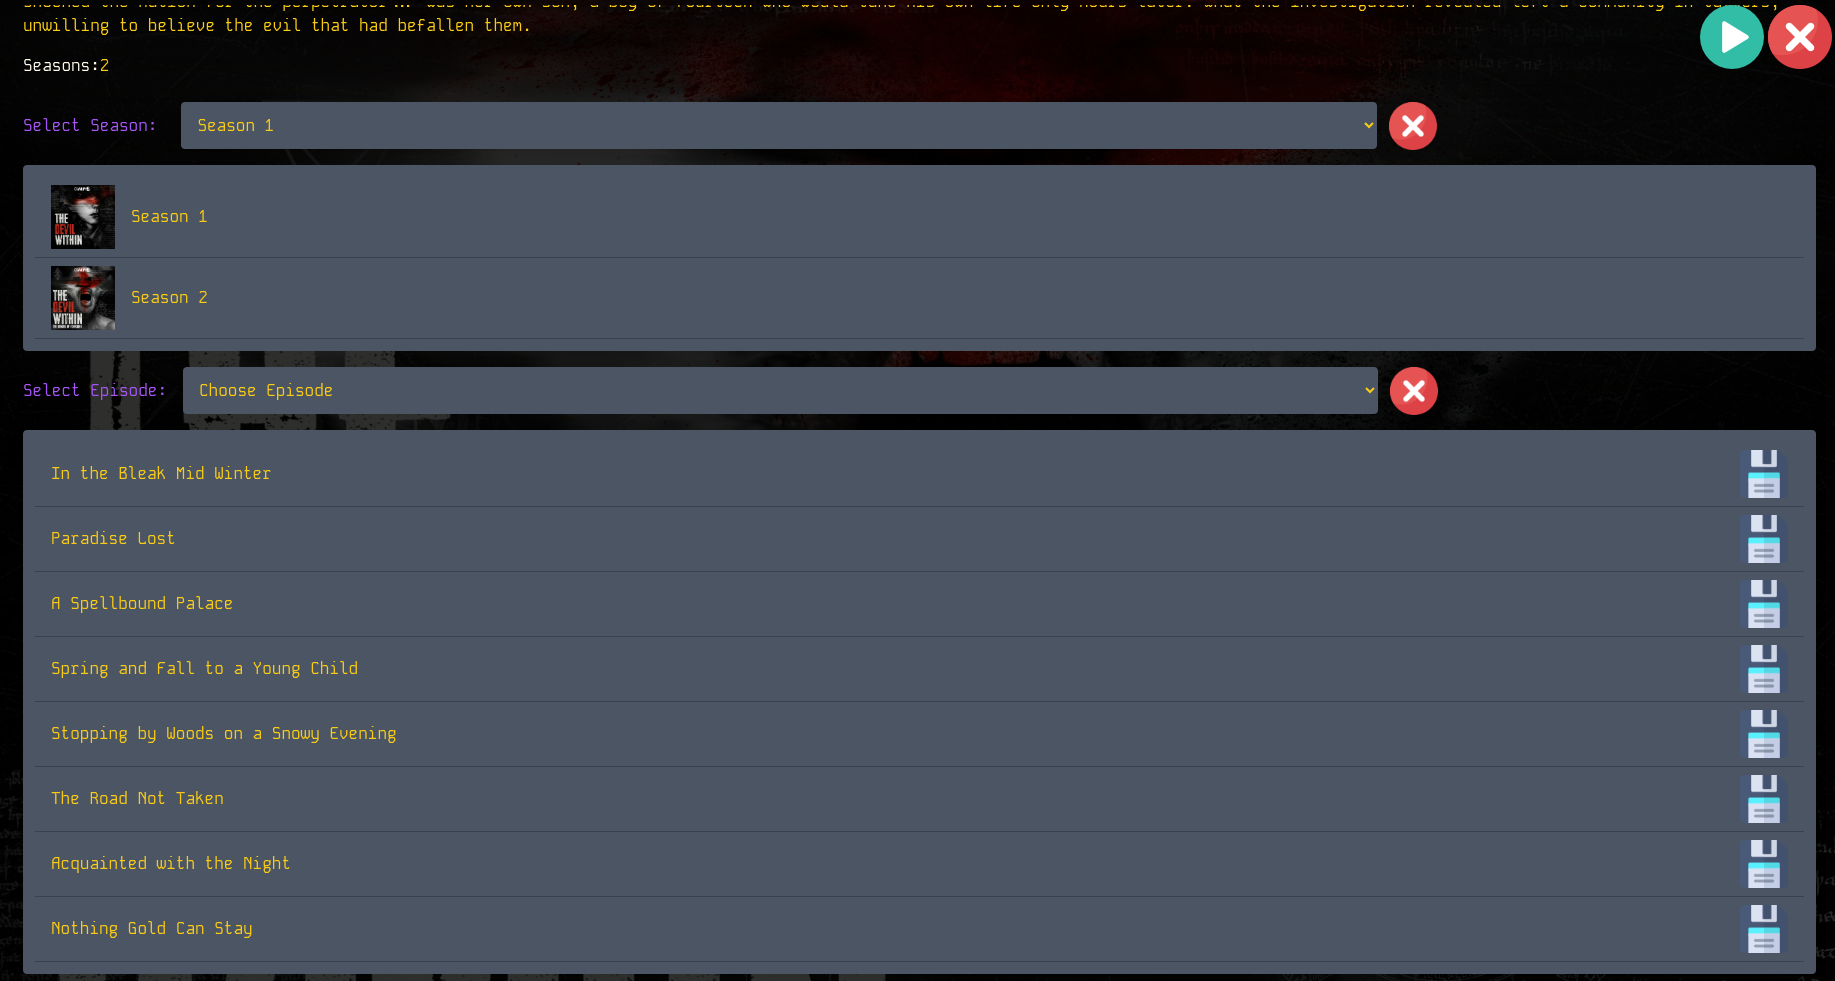 unwilling to believe the evil that had befallen them.
Seasons:2
Select Season: Season 1
THE DEVIL WITHIN
Season 1
THE DEVIL WITHIN
Season 2
Select Episode: Choose Episode
In the Bleak Mid Winter
Paradise Lost
A Spellbound Palace
Spring and Fall to a Young Child
Stopping by Woods on a Snowy Evening
The Road Not Taken
Acquainted with the Night
Nothing Gold Can Stay